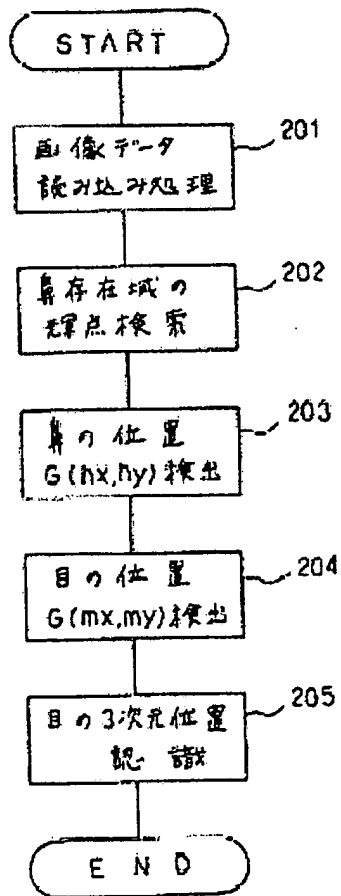 START
画像データ
読み込み処理
201
鼻存在域の
輝点検索
202
鼻の位置
G(hx,hy)検出
203
目の位置
G(mx,my)検出
204
目の3次元位置
認識
205
END